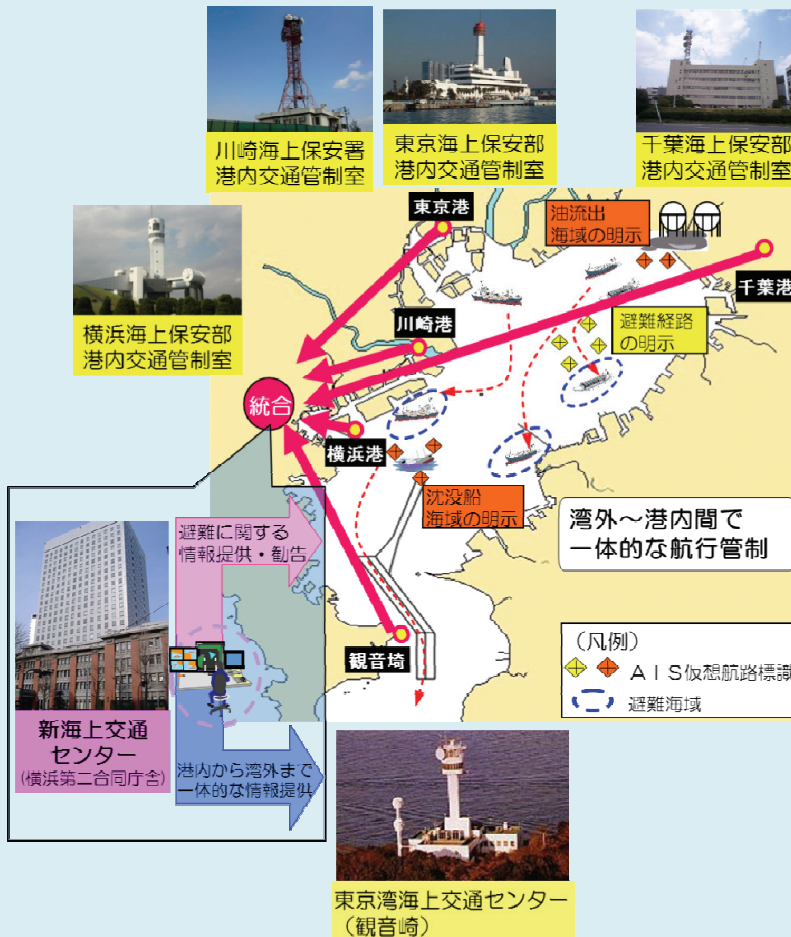 川崎海上保安署
港内交通管制室
東京海上保安部
港内交通管制室
千葉海上保安部
港内交通管制室
横浜海上保安部
港内交通管制室
東京港
油流出
海域の明示
千葉港
川崎港
避難経路
の明示
統合
横浜港
沈没船
海域の明示
湾外～港内間で
一体的な航行管制
避難に関する
情報提供・勧告
観音埼
(凡例)
AIS仮想航路標識
避難海域
新海上交通
センター
(横浜第二合同庁舎)
港内から湾外まで
一体的な情報提供
東京湾海上交通センター
(観音崎)